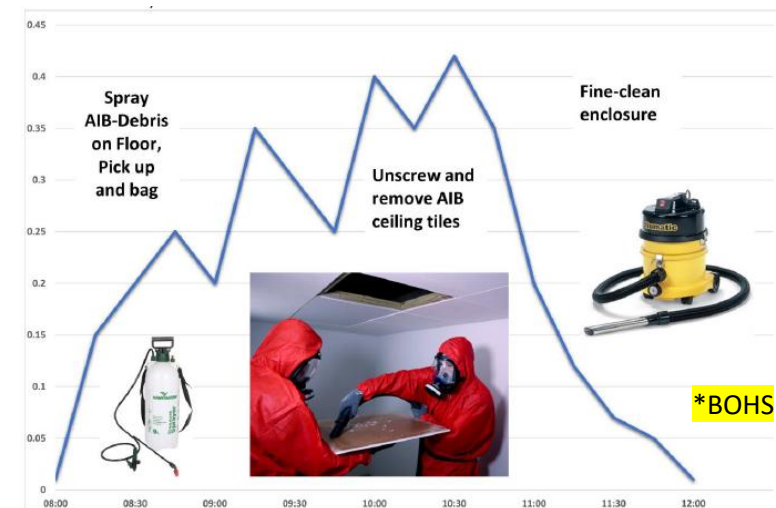 0.45
0.4
0.35
0.3
0.25
0.2
0.15
0.1
0.05
0
Spray
AIB-Debris
on Floor,
Pick up
and bag
Unscrew and
remove AIB
ceiling tiles
Fine-clean
enclosure
*BOHS
08:00 08:30 09:00 09:30 10:00 10:30 11:00 11:30 12:00